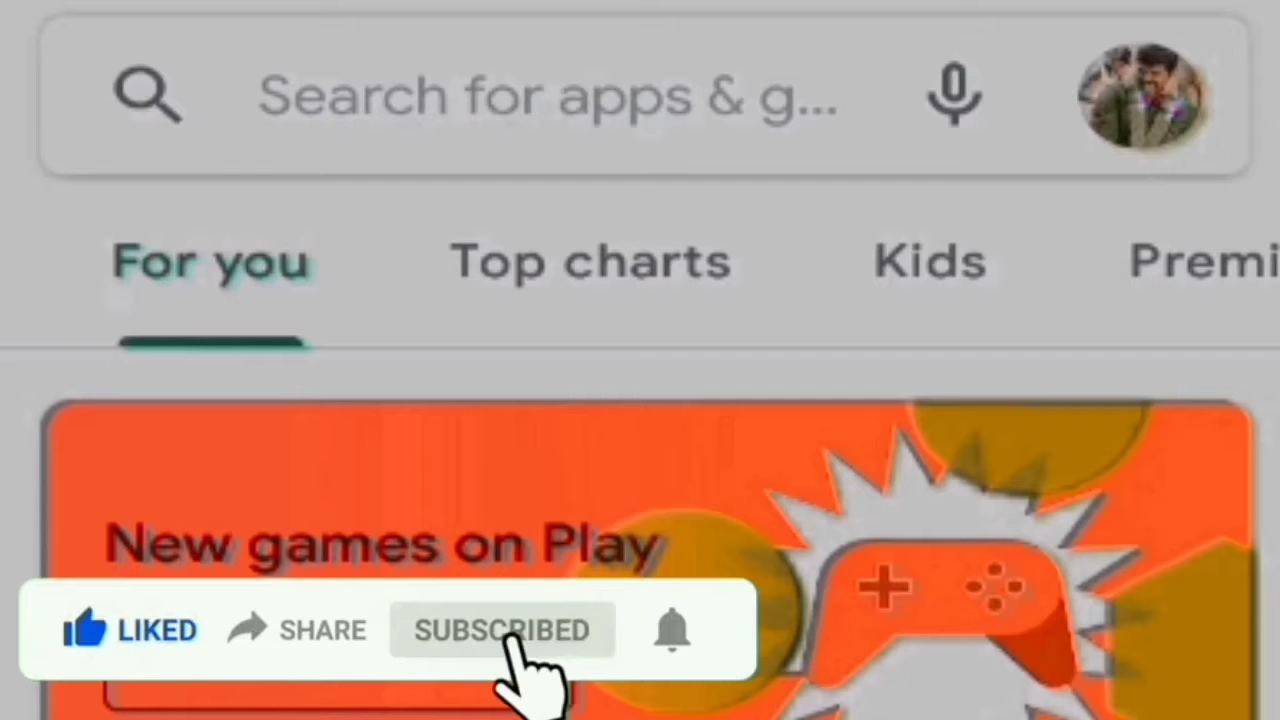 Search for apps & g...
For you Top charts Kids Premi
New games on Play
LIKED SHARE SUBSCRIBED